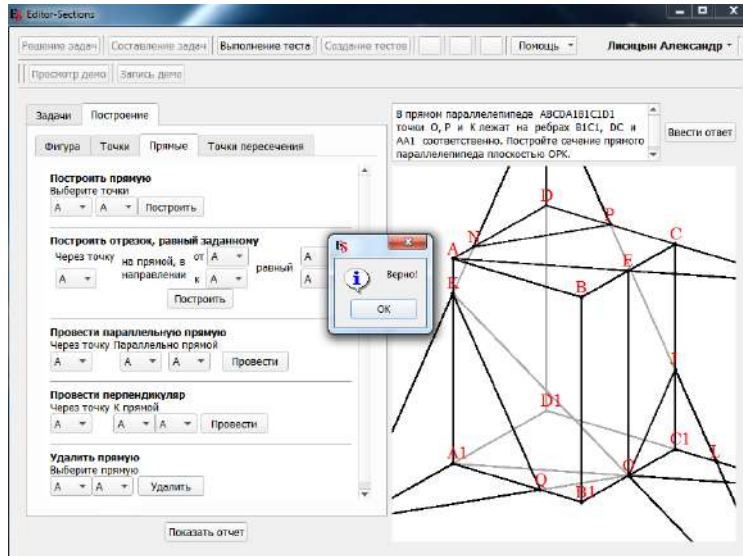 Editor-Sections
Решение задач Составление задач Выполнение теста Создание тестов Помощь Лисицын Александр
Просмотр демо Запись демо
Задачи Построение
Фигура Точки Прямые Точки пересечения
Построить прямую
Выберите точки
A A Построить
Построить отрезок, равный заданному
Через точку на прямой, в направлении от A к A равный A A
A
Построить
Провести параллельную прямую
Через точку Параллельно прямой
A A A Провести
Провести перпендикуляр
Через точку К прямой
A A A Провести
Удалить прямую
Выберите прямую
A A Удалить
Показать отчет
В прямом параллелепипеде ABCDA1B1C1D1
точки O, P и K лежат на ребрах B1C1, DC и
AA1 соответственно. Постройте сечение прямого
параллелепипеда плоскостью OPK.
Ввести ответ
Верно!
OK
D
N P
A C
E
K B
D1
A1 C1
L
Q
B1